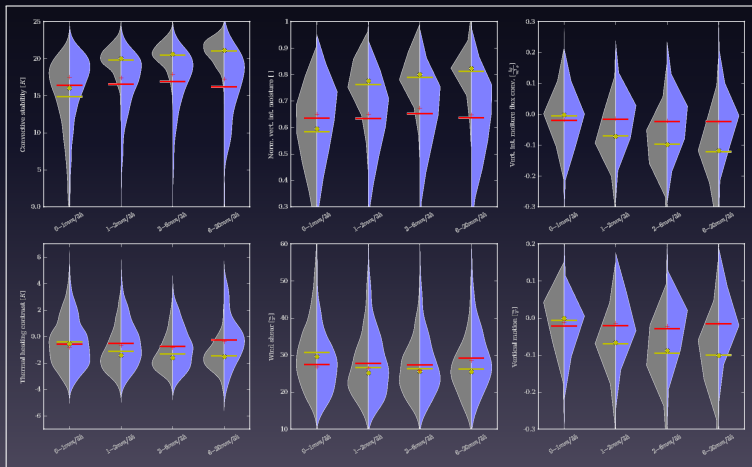 Convective stability [K]
25
20
15
10
5
0.0
0−1mm/3h
1−2mm/3h
2−6mm/3h
6−20mm/3h
Norm. vert. int. moisture [ ]
1
0.8
0.6
0.4
0.3
0−1mm/3h
1−2mm/3h
2−6mm/3h
6−20mm/3h
Vert. int. moisture flux conv.
0.3
0.2
0.1
0.0
-0.1
-0.2
-0.3
0−1mm/3h
1−2mm/3h
2−6mm/3h
6−20mm/3h
Thermal heating contrast [K]
6
4
2
0.0
-2
-4
-6
0−1mm/3h
1−2mm/3h
2−6mm/3h
6−20mm/3h
Wind shear
60
50
40
30
20
10
0−1mm/3h
1−2mm/3h
2−6mm/3h
6−20mm/3h
Vertical motion
0.2
0.1
0.0
-0.1
-0.2
-0.3
0−1mm/3h
1−2mm/3h
2−6mm/3h
6−20mm/3h